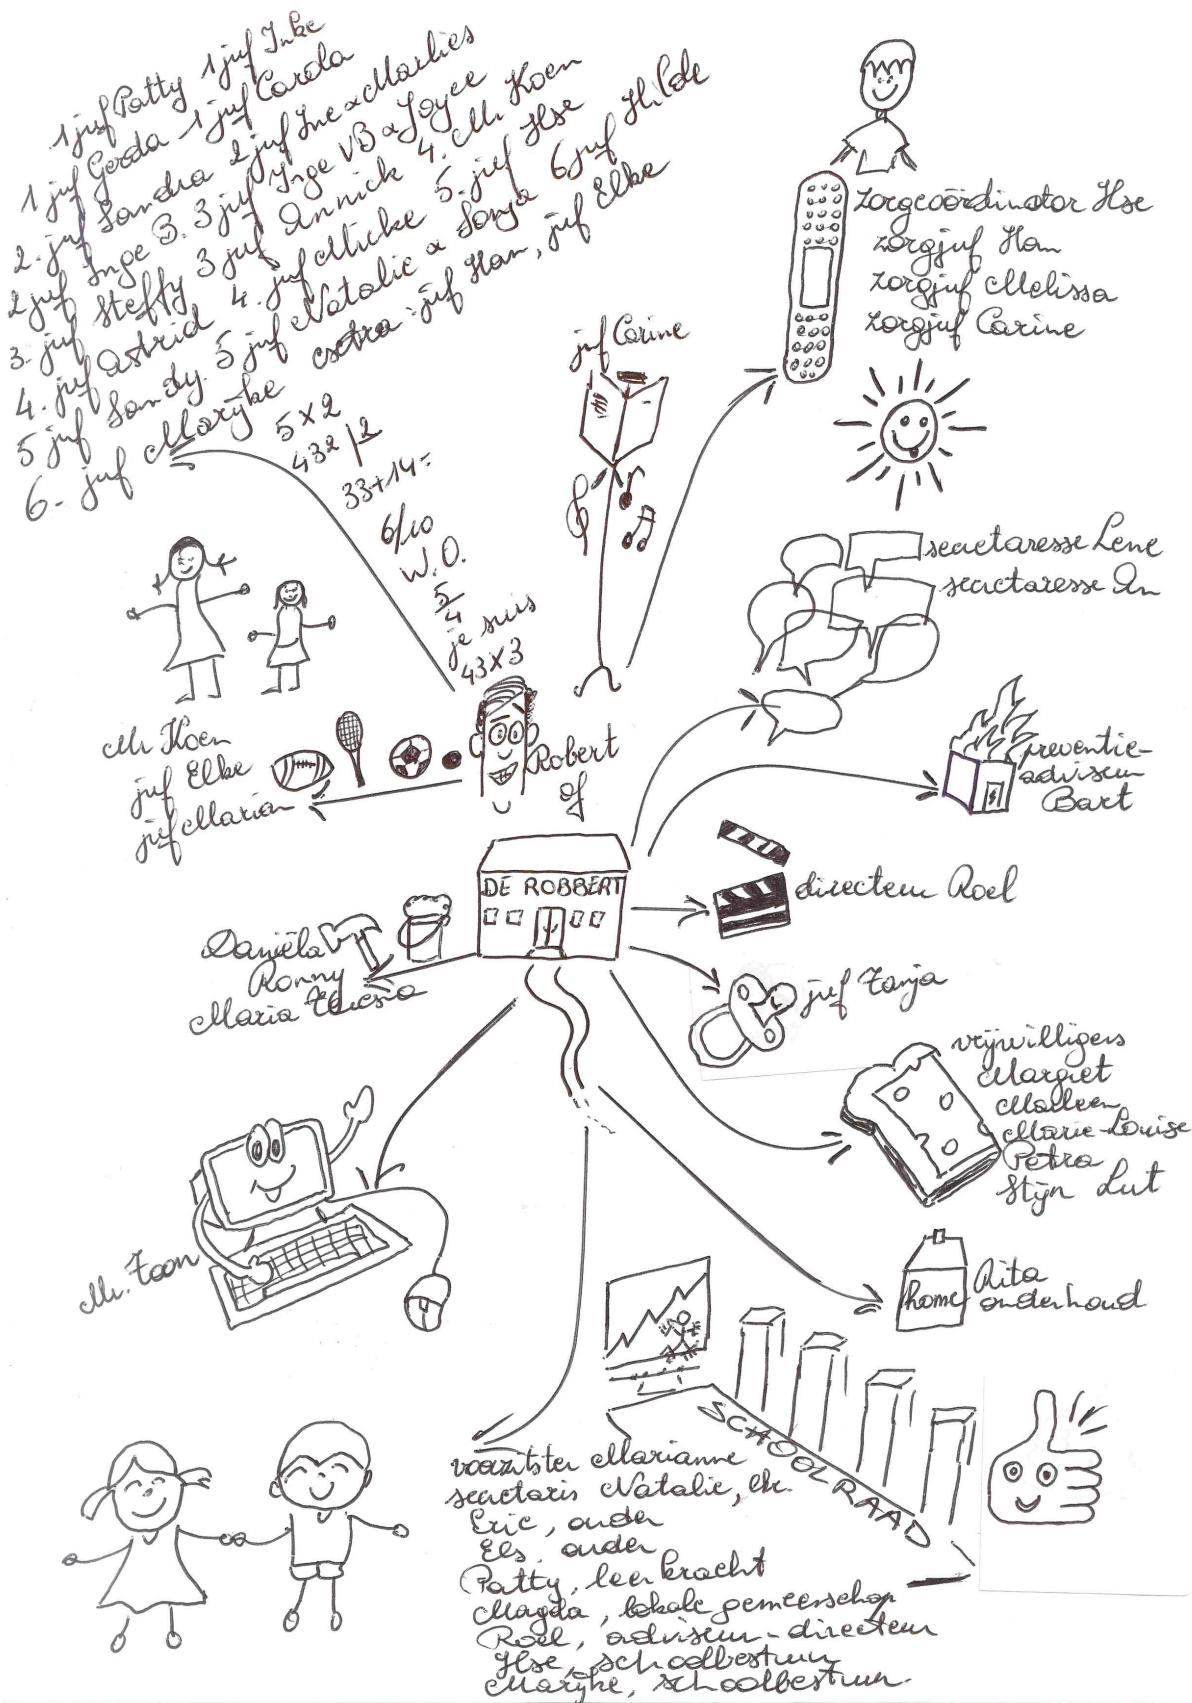 1 juf Patty 1 juf Inke
1 juf Gerda 1 juf Carola
2. juf Sandra 2 juf Ine & Marlies
2 juf Inge B. 3 juf Inge VB & Joyce
3. juf Steffy 3 juf Annick 4. Mr Koen
4. juf Astrid 4. juf Mieke 5. juf Ilse
5 juf Sandy. 5 juf Natalie & Sonja 6 juf Hilde
6. juf Marijke extra: juf Han, juf Elke
5 x 2
432 | 2
33+14=
6/10
W.O.
5
4
je suis
43x3
juf Carine
zorgcoördinator Ilse
zorgjuf Han
zorgjuf Melissa
zorgjuf Carine
secretaresse Lene
secretaresse An
Mr Koen
juf Elke
juf Marian
Robert
of
DE ROBBERT
preventie-
adviseur
Bart
directeur Roel
Daniëla
Ronny
Maria Theresa
juf Tanja
vrijwilligers
Margriet
Marleen
Marie-Louise
Petra
Stijn Lut
Mr. Toon
home
Rita
onderhoud
SCHOOLRAAD
voorzitster Marianne
secretaris Natalie, lkr.
Eric, ouder
Els, ouder
Patty, leerkracht
Magda, lokale gemeenschap
Roel, adviseur-directeur
Ilse, schoolbestuur
Marijke, schoolbestuur.